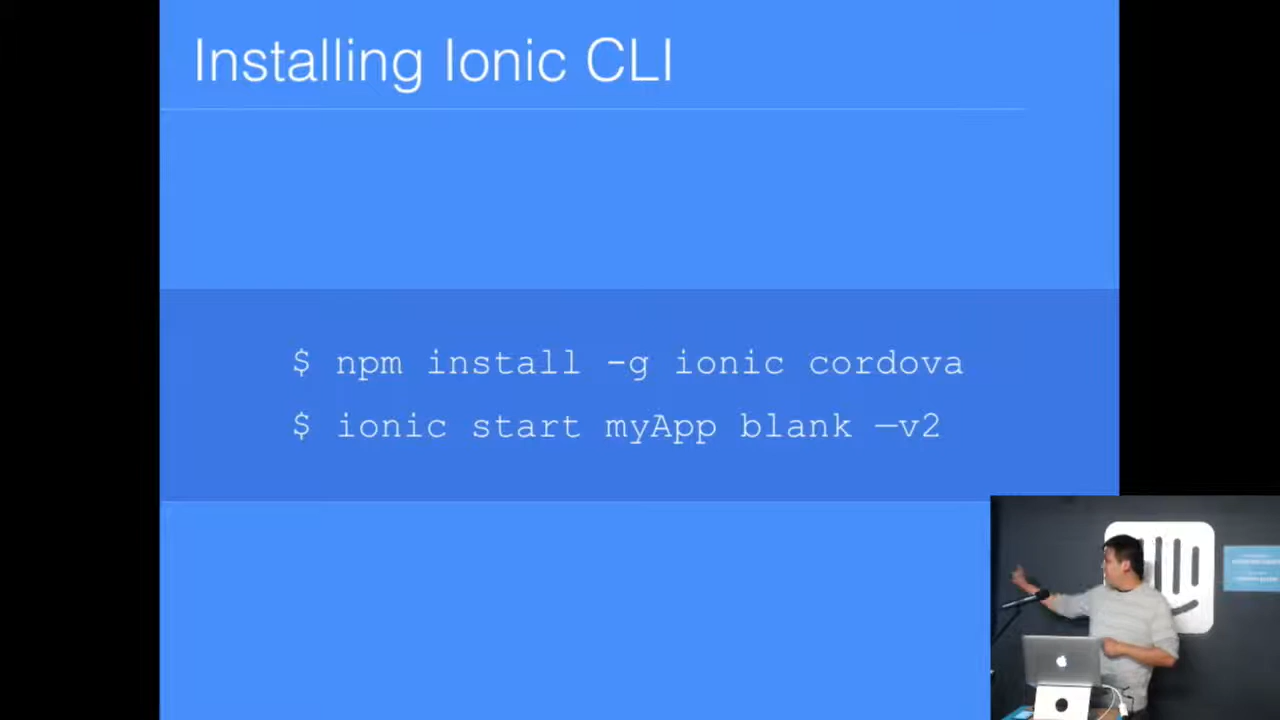 Installing Ionic CLI
$ npm install -g ionic cordova
$ ionic start myApp blank —v2